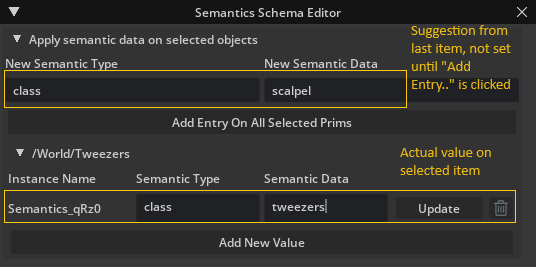 Semantics Schema Editor
Apply semantic data on selected objects
Suggestion from
last item, not set
until "Add
Entry.." is clicked
New Semantic Type New Semantic Data
class scalpel
Add Entry On All Selected Prims
/World/Tweezers
Actual value on
selected item
Instance Name Semantic Type Semantic Data
Semantics_qRz0 class tweezers Update
Add New Value